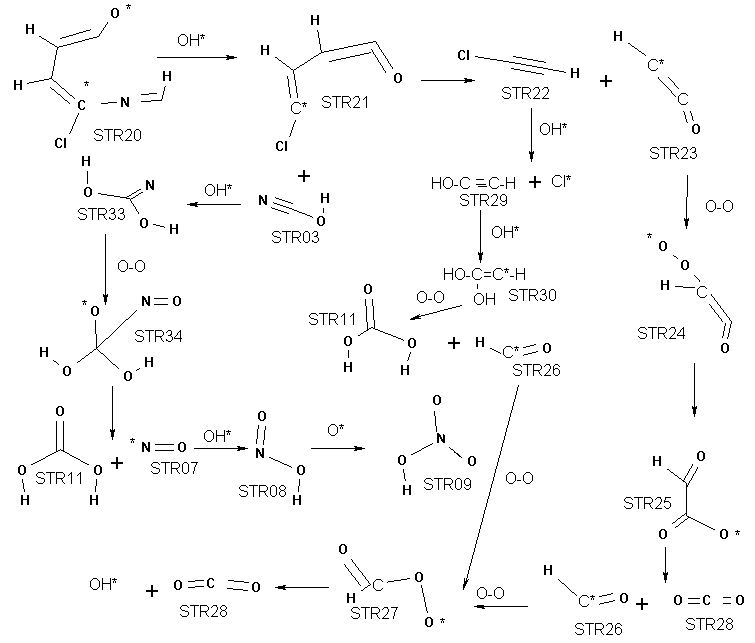 O*
H
OH*
H
H
H
*
C
N
H
Cl
STR20
H
H
O
C*
STR21
Cl
+
Cl
H
STR22
+
H
C*
O
STR23
OH*
H
O
N
O
H
STR33
OH*
N
H
O
STR03
HO-C≡C-H
STR29
+
Cl*
O-O
OH*
HO-C=C*-H
OH
STR30
* O
O
H
C
O
STR24
O-O
*
O
N=O
STR34
H
O
O
H
O-O
STR11
O
O
H
O
H
+
H
C*
O
STR26
O
O
H
STR11
O
H
+
*
N=O
STR07
OH*
O
N
O
H
STR08
O*
O
N
O
O
H
STR09
O-O
H
O
STR25
O
O *
OH*
+
O=C=O
STR28
O
C
H
O
O*
STR27
O-O
H
C*
O
STR26
+
O=C=O
STR28